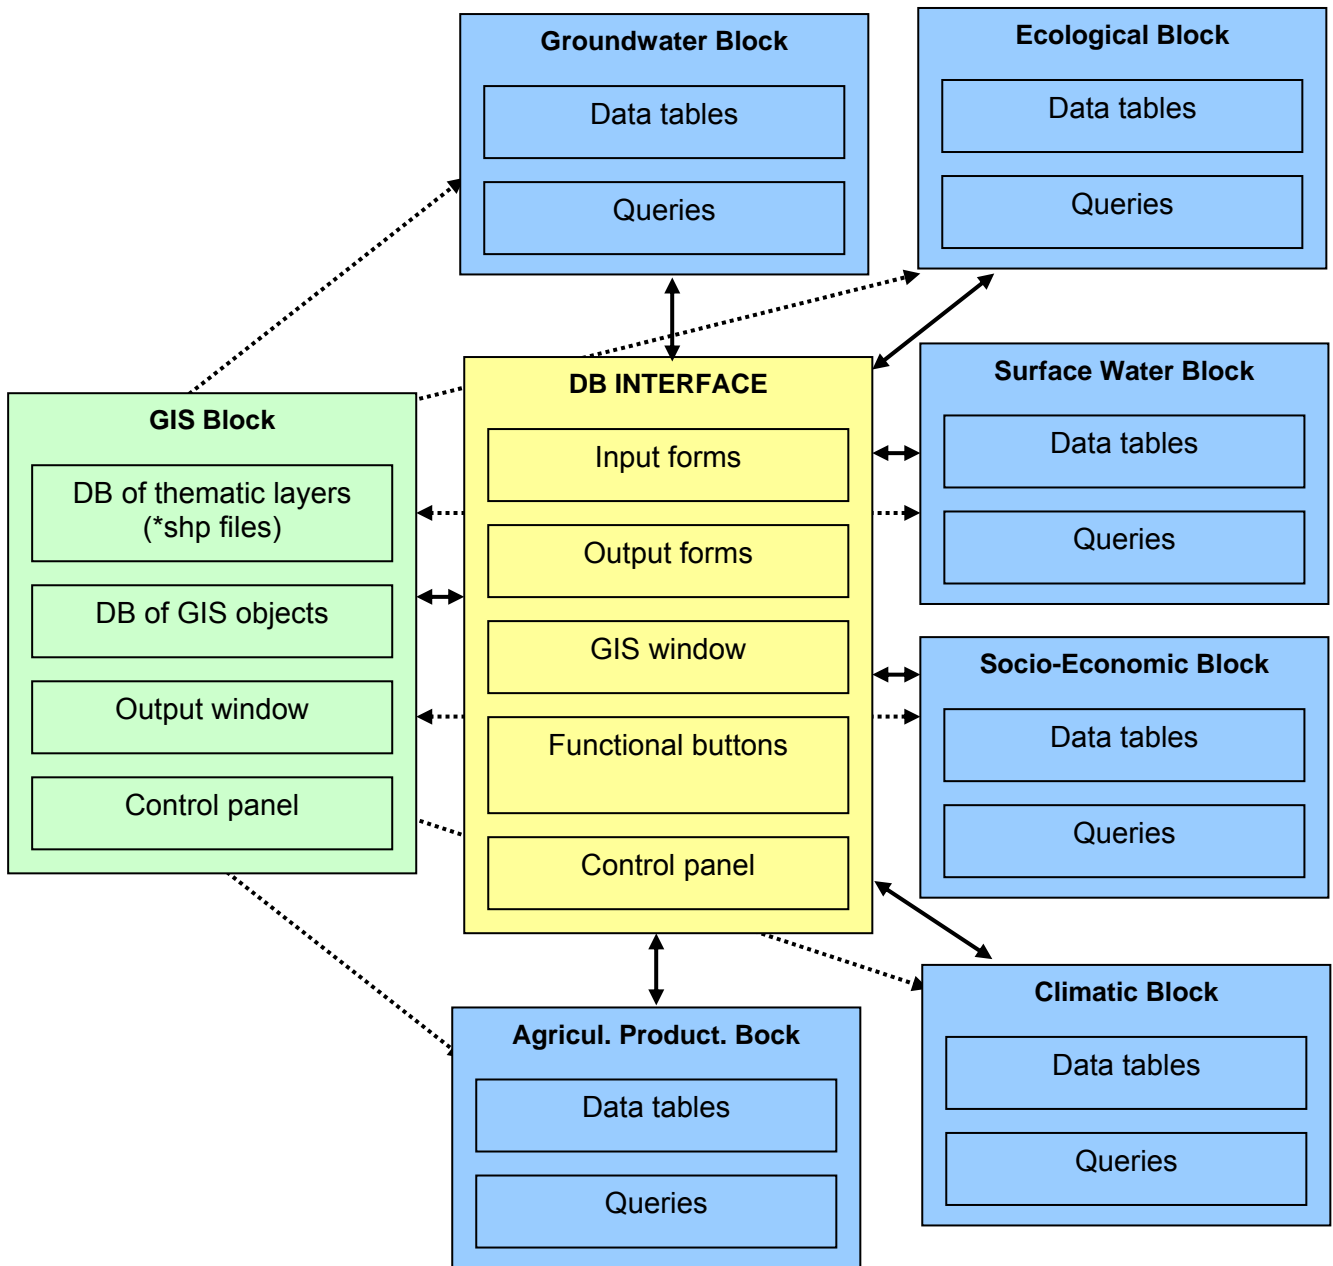 Groundwater Block
Data tables
Queries
Ecological Block
Data tables
Queries
GIS Block
DB of thematic layers
(*shp files)
DB of GIS objects
Output window
Control panel
DB INTERFACE
Input forms
Output forms
GIS window
Functional buttons
Control panel
Surface Water Block
Data tables
Queries
Socio-Economic Block
Data tables
Queries
Agricul. Product. Bock
Data tables
Queries
Climatic Block
Data tables
Queries